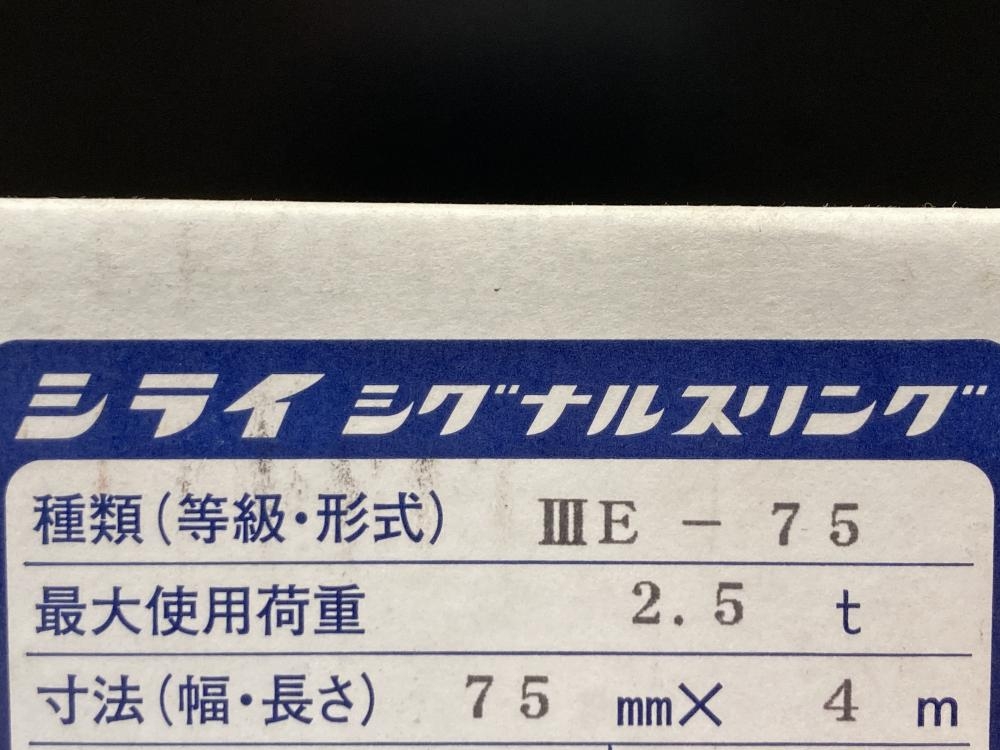 シライ シグナルスリング
種類(等級・形式) ⅢE - 75
最大使用荷重 2.5 t
寸法(幅・長さ) 75 mm× 4 m